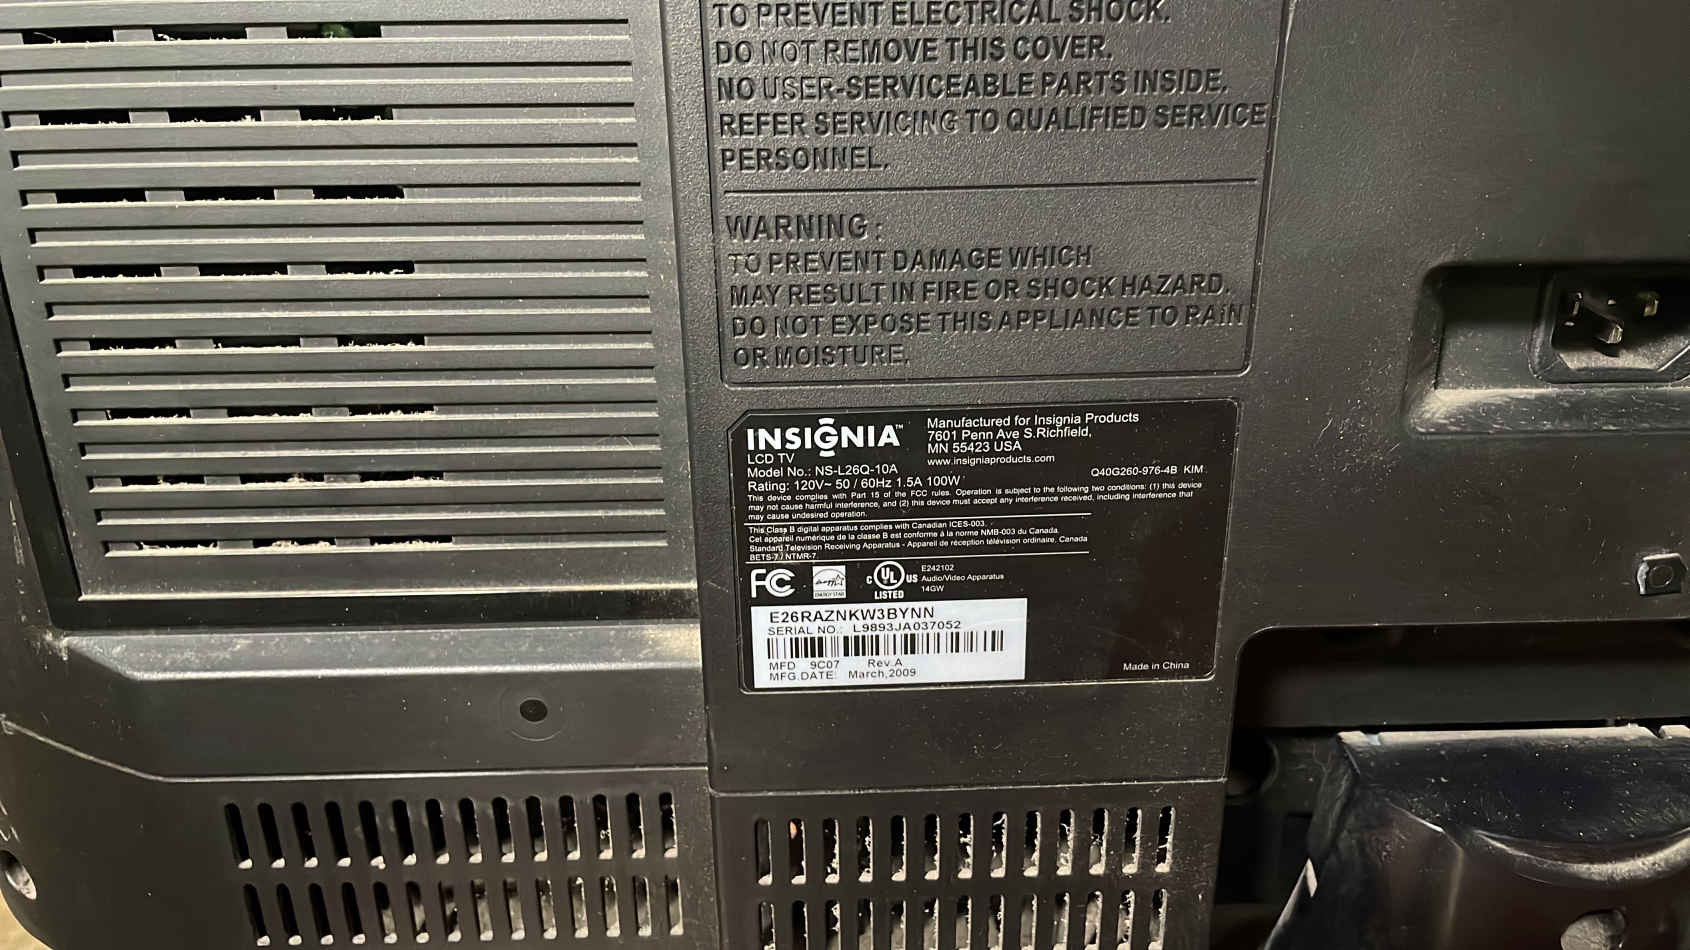 TO PREVENT ELECTRICAL SHOCK.
DO NOT REMOVE THIS COVER.
NO USER-SERVICEABLE PARTS INSIDE.
REFER SERVICING TO QUALIFIED SERVICE
PERSONNEL.
WARNING :
TO PREVENT DAMAGE WHICH
MAY RESULT IN FIRE OR SHOCK HAZARD.
DO NOT EXPOSE THIS APPLIANCE TO RAIN
OR MOISTURE.
INSIGNIA™
LCD TV
Manufactured for Insignia Products
7601 Penn Ave S.Richfield,
MN 55423 USA
www.insigniaproducts.com
Model No.: NS-L26Q-10A
Q40G260-976-4B KIM
Rating: 120V~ 50 / 60Hz 1.5A 100W
This device complies with Part 15 of the FCC rules. Operation is subject to the following two conditions: (1) this device
may not cause harmful interference, and (2) this device must accept any interference received, including interference that
may cause undesired operation.
This Class B digital apparatus complies with Canadian ICES-003.
Cet appareil numérique de la classe B est conforme à la norme NMB-003 du Canada.
Standard Television Receiving Apparatus - Appareil de réception télévision ordinaire, Canada
BETS-7 / NTMR-7
FC
ENERGY STAR
C UL US
LISTED
E242102
Audio/Video Apparatus
14GW
E26RAZNKW3BYNN
SERIAL NO.: L9893JA037052
MFD 9C07 Rev.A
MFG.DATE: March,2009
Made in China